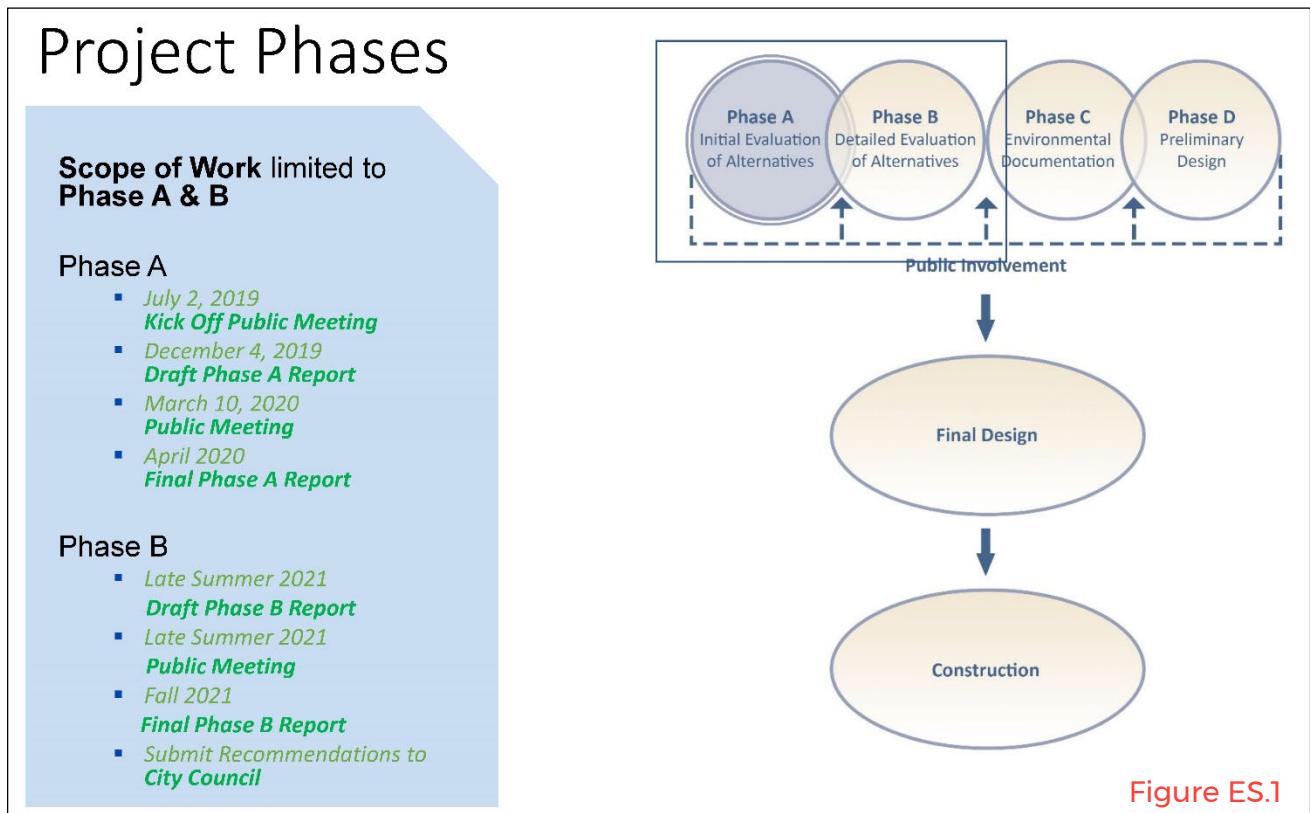 Project Phases
Scope of Work limited to
Phase A & B
Phase A
▪ July 2, 2019
Kick Off Public Meeting
▪ December 4, 2019
Draft Phase A Report
▪ March 10, 2020
Public Meeting
▪ April 2020
Final Phase A Report
Phase B
▪ Late Summer 2021
Draft Phase B Report
▪ Late Summer 2021
Public Meeting
▪ Fall 2021
Final Phase B Report
▪ Submit Recommendations to
City Council
Phase A
Initial Evaluation
of Alternatives
Phase B
Detailed Evaluation
of Alternatives
Phase C
Environmental
Documentation
Phase D
Preliminary
Design
Public Involvement
Final Design
Construction
Figure ES.1